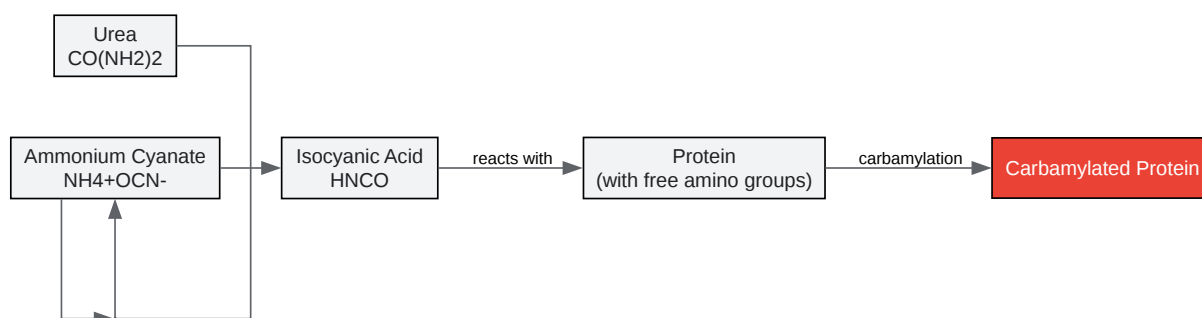 Urea
CO(NH2)2
Ammonium Cyanate
NH4+OCN-
Isocyanic Acid
HNCO
reacts with
Protein
(with free amino groups)
carbamylation
Carbamylated Protein